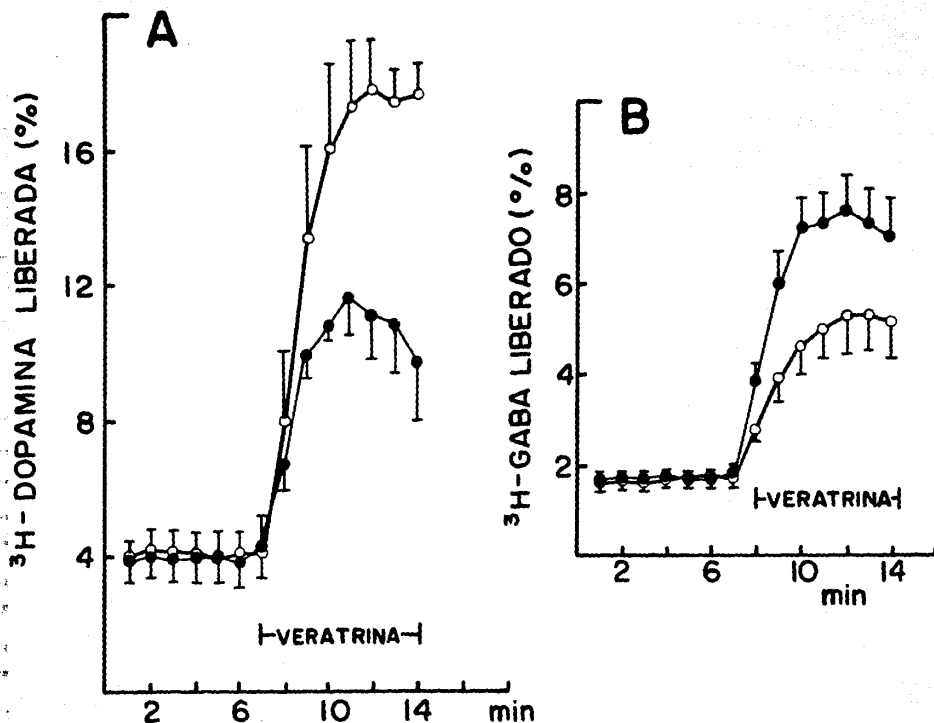 A
³H-DOPAMINA LIBERADA (%)
16
12
8
4
├VERATRINA┤
2 6 10 14 min
B
³H-GABA LIBERADO (%)
8
6
4
2
├VERATRINA┤
2 6 10 14
min